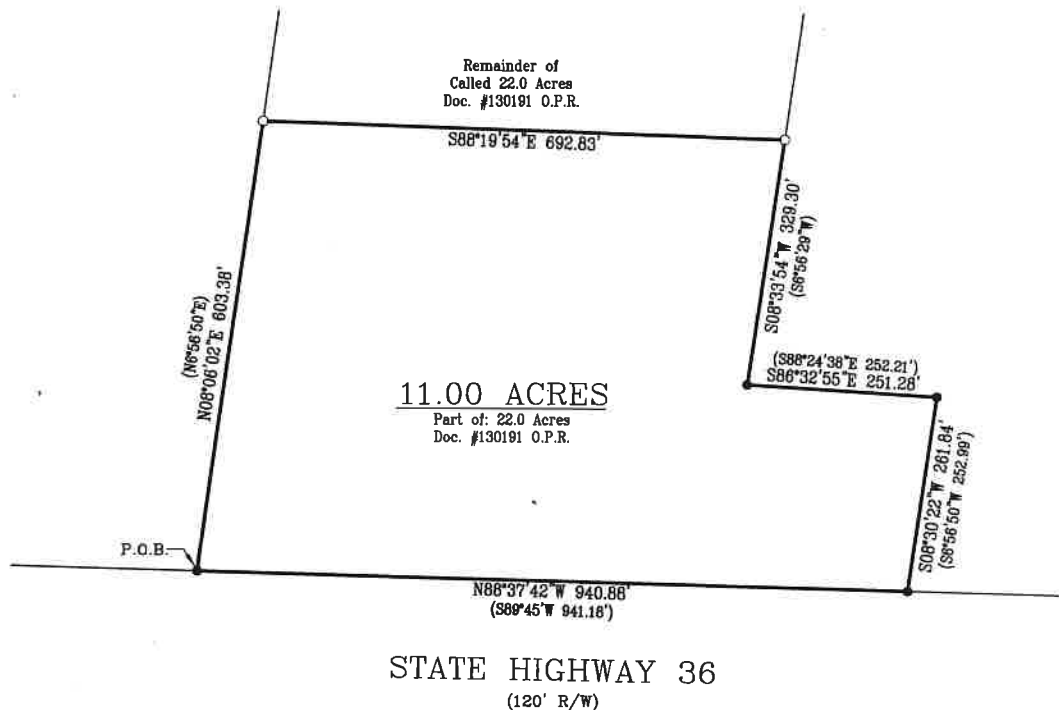 Remainder of
Called 22.0 Acres
Doc. #130191 O.P.R.
S88°19'54"E 692.83'
(N6°56'50"E)
N08°06'02"E 603.38'
S08°33'54"W 329.30'
(S6°56'29"W)
(S88°24'38"E 252.21')
S86°32'55"E 251.28'
11.00 ACRES
Part of: 22.0 Acres
Doc. #130191 O.P.R.
S08°30'22"W 261.84'
(S6°56'50"W 252.99')
P.O.B.
N88°37'42"W 940.88'
(S89°45'W 941.16')
STATE HIGHWAY 36
(120' R/W)